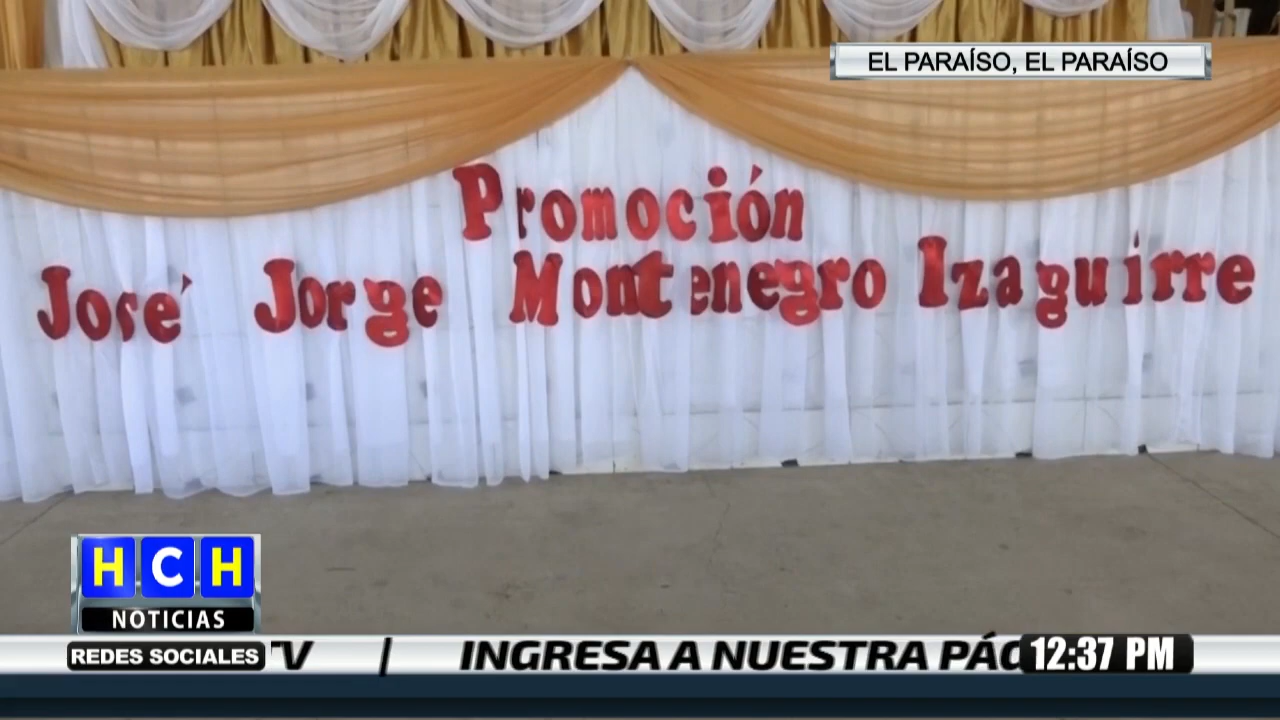 EL PARAÍSO, EL PARAÍSO
Promoción
José Jorge Montenegro Izaguirre
HCH
NOTICIAS
REDES SOCIALES
TV | INGRESA A NUESTRA
12:37 PM